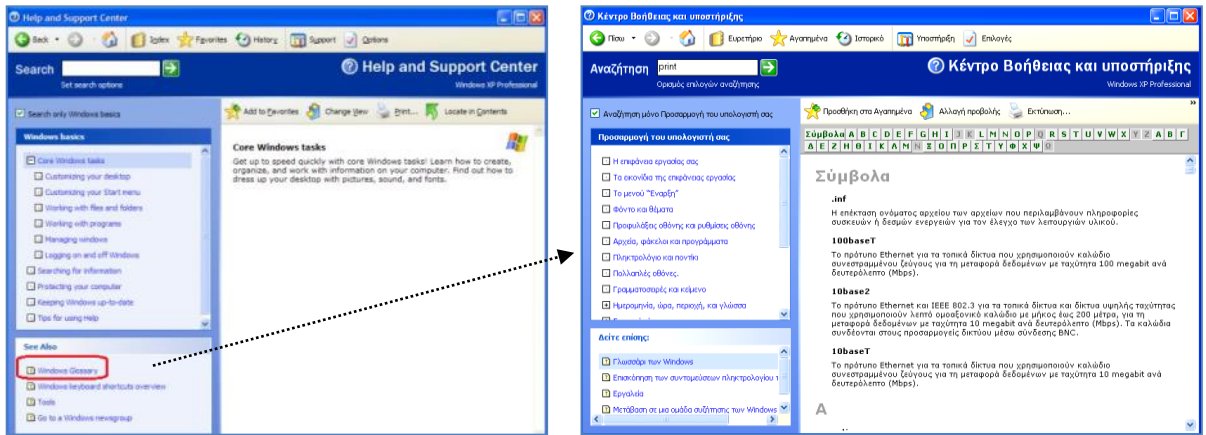 Help and Support Center
Back
Index
Favorites
History
Support
Options
Search
Set search options
Help and Support Center
Windows XP Professional
Search only Windows basics
Add to Favorites
Change View
Print...
Locate in Contents
Windows basics
Core Windows tasks
Customizing your desktop
Customizing your Start menu
Working with files and folders
Working with programs
Managing windows
Logging on and off Windows
Searching for information
Protecting your computer
Keeping Windows up-to-date
Tips for using Help
See Also
Windows Glossary
Windows keyboard shortcuts overview
Tools
Go to a Windows newsgroup
Core Windows tasks
Get up to speed quickly with core Windows tasks! Learn how to create,
organize, and work with information on your computer. Find out how to
dress up your desktop with pictures, sound, and fonts.
Κέντρο Βοήθειας και υποστήριξης
Πίσω
Ευρετήριο
Αγαπημένα
Ιστορικό
Υποστήριξη
Επιλογές
Αναζήτηση
print
Ορισμός επιλογών αναζήτησης
Κέντρο Βοήθειας και υποστήριξης
Windows XP Professional
Αναζήτηση μόνο Προσαρμογή του υπολογιστή σας
Προσθήκη στα Αγαπημένα
Αλλαγή προβολής
Εκτύπωση...
»
Προσαρμογή του υπολογιστή σας
Η επιφάνεια εργασίας σας
Τα εικονίδια της επιφάνειας εργασίας
Το μενού "Έναρξη"
Φόντο και θέματα
Προφυλάξεις οθόνης και ρυθμίσεις οθόνης
Αρχεία, φάκελοι και προγράμματα
Πληκτρολόγιο και ποντίκι
Πολλαπλές οθόνες.
Γραμματοσειρές και κείμενο
Ημερομηνία, ώρα, περιοχή, και γλώσσα
Δείτε επίσης:
Γλωσσάρι των Windows
Επισκόπηση των συντομεύσεων πληκτρολογίου τ
Εργαλεία
Μετάβαση σε μια ομάδα συζήτησης των Windows
Σύμβολα A B C D E F G H I J K L M N O P Q R S T U V W X Y Z Α Β Γ
Δ Ε Ζ Η Θ Ι Κ Λ Μ Ν Ξ Ο Π Ρ Σ Τ Υ Φ Χ Ψ Ω
Σύμβολα
.inf
Η επέκταση ονόματος αρχείου των αρχείων που περιλαμβάνουν πληροφορίες
συσκευών ή δεσμών ενεργειών για τον έλεγχο των λειτουργιών υλικού.
100baseT
Το πρότυπο Ethernet για τα τοπικά δίκτυα που χρησιμοποιούν καλώδιο
συνεστραμμένου ζεύγους για τη μεταφορά δεδομένων με ταχύτητα 100 megabit ανά
δευτερόλεπτο (Mbps).
10base2
Το πρότυπο Ethernet και IEEE 802.3 για τα τοπικά δίκτυα και δίκτυα υψηλής ταχύτητας
που χρησιμοποιούν λεπτό ομοαξονικό καλώδιο με μήκος έως 200 μέτρα, για τη
μεταφορά δεδομένων με ταχύτητα 10 megabit ανά δευτερόλεπτο (Mbps). Τα καλώδια
συνδέονται στους προσαρμογείς δικτύου μέσω σύνδεσης BNC.
10baseT
Το πρότυπο Ethernet για τα τοπικά δίκτυα που χρησιμοποιούν καλώδιο
συνεστραμμένου ζεύγους για τη μεταφορά δεδομένων με ταχύτητα 10 megabit ανά
δευτερόλεπτο (Mbps).
A